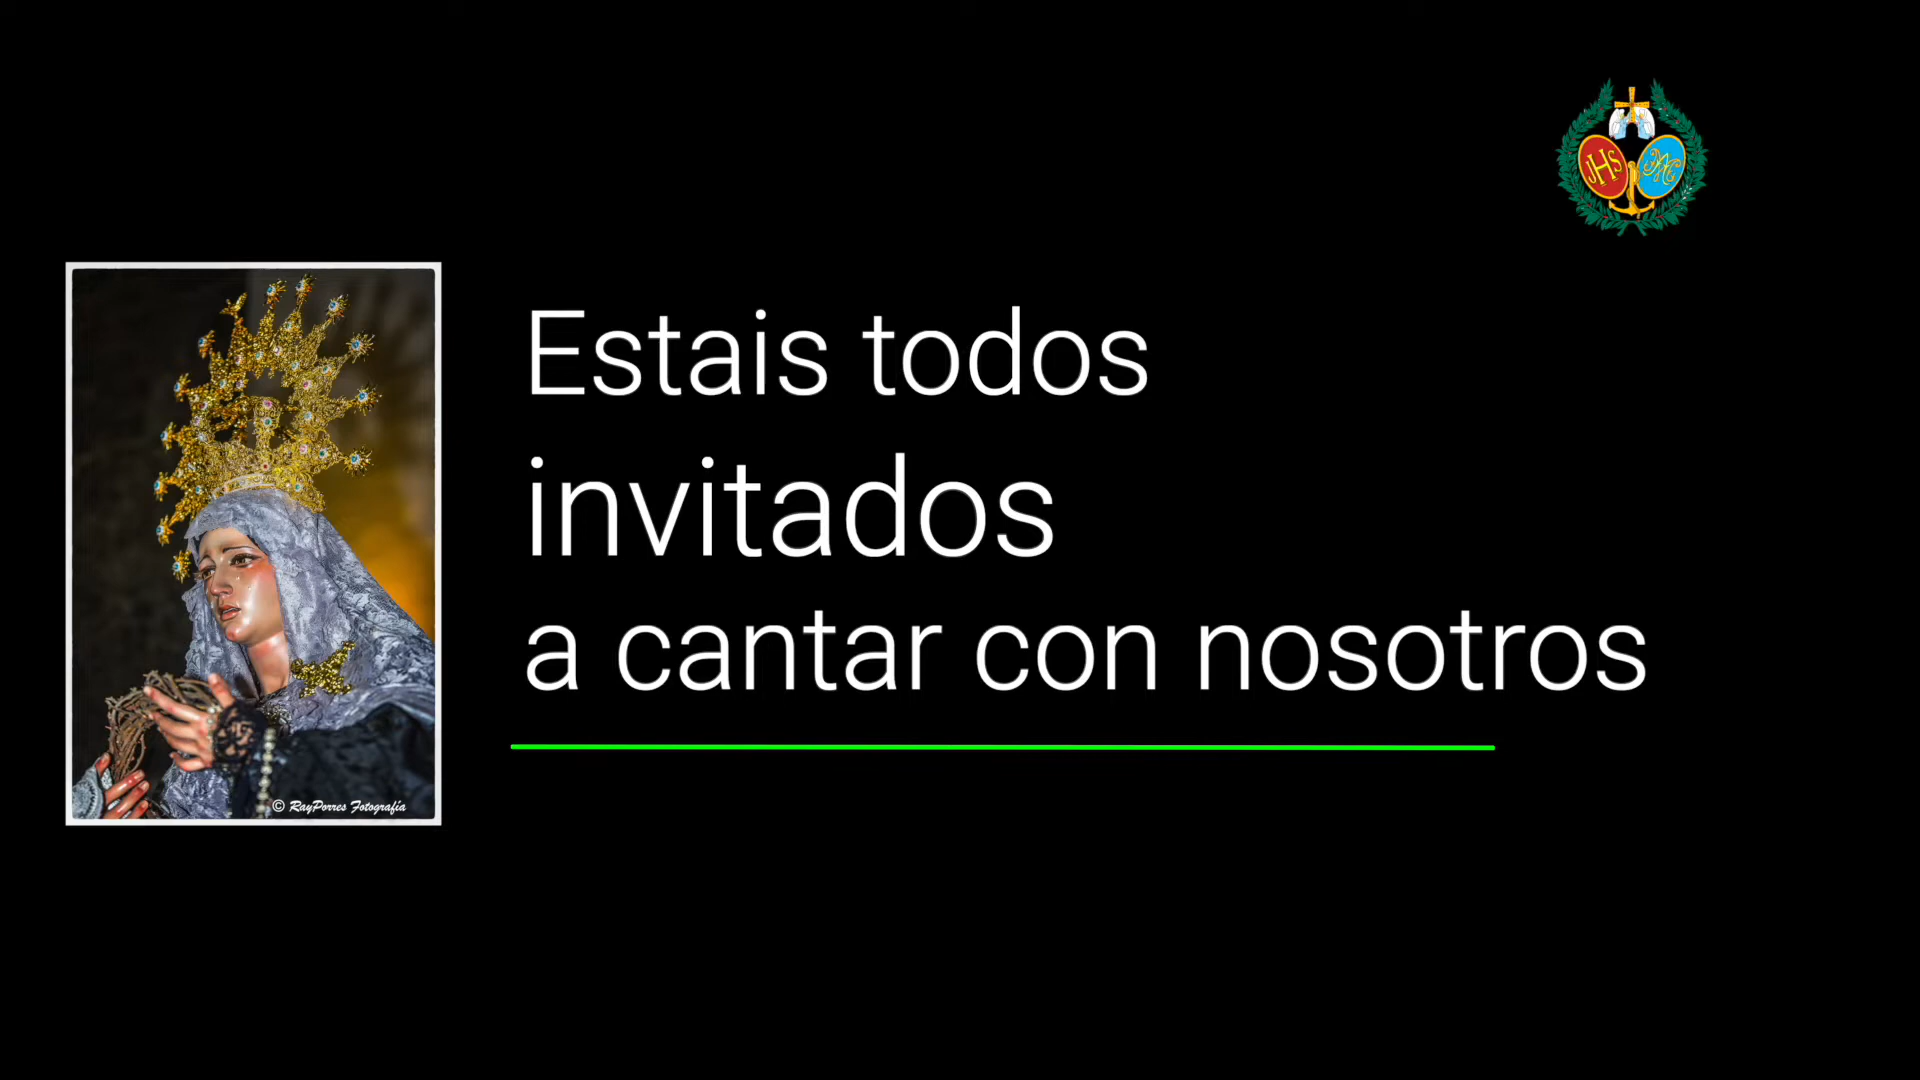 JHS
Estais todos
invitados
a cantar con nosotros
© RayPorres Fotografía